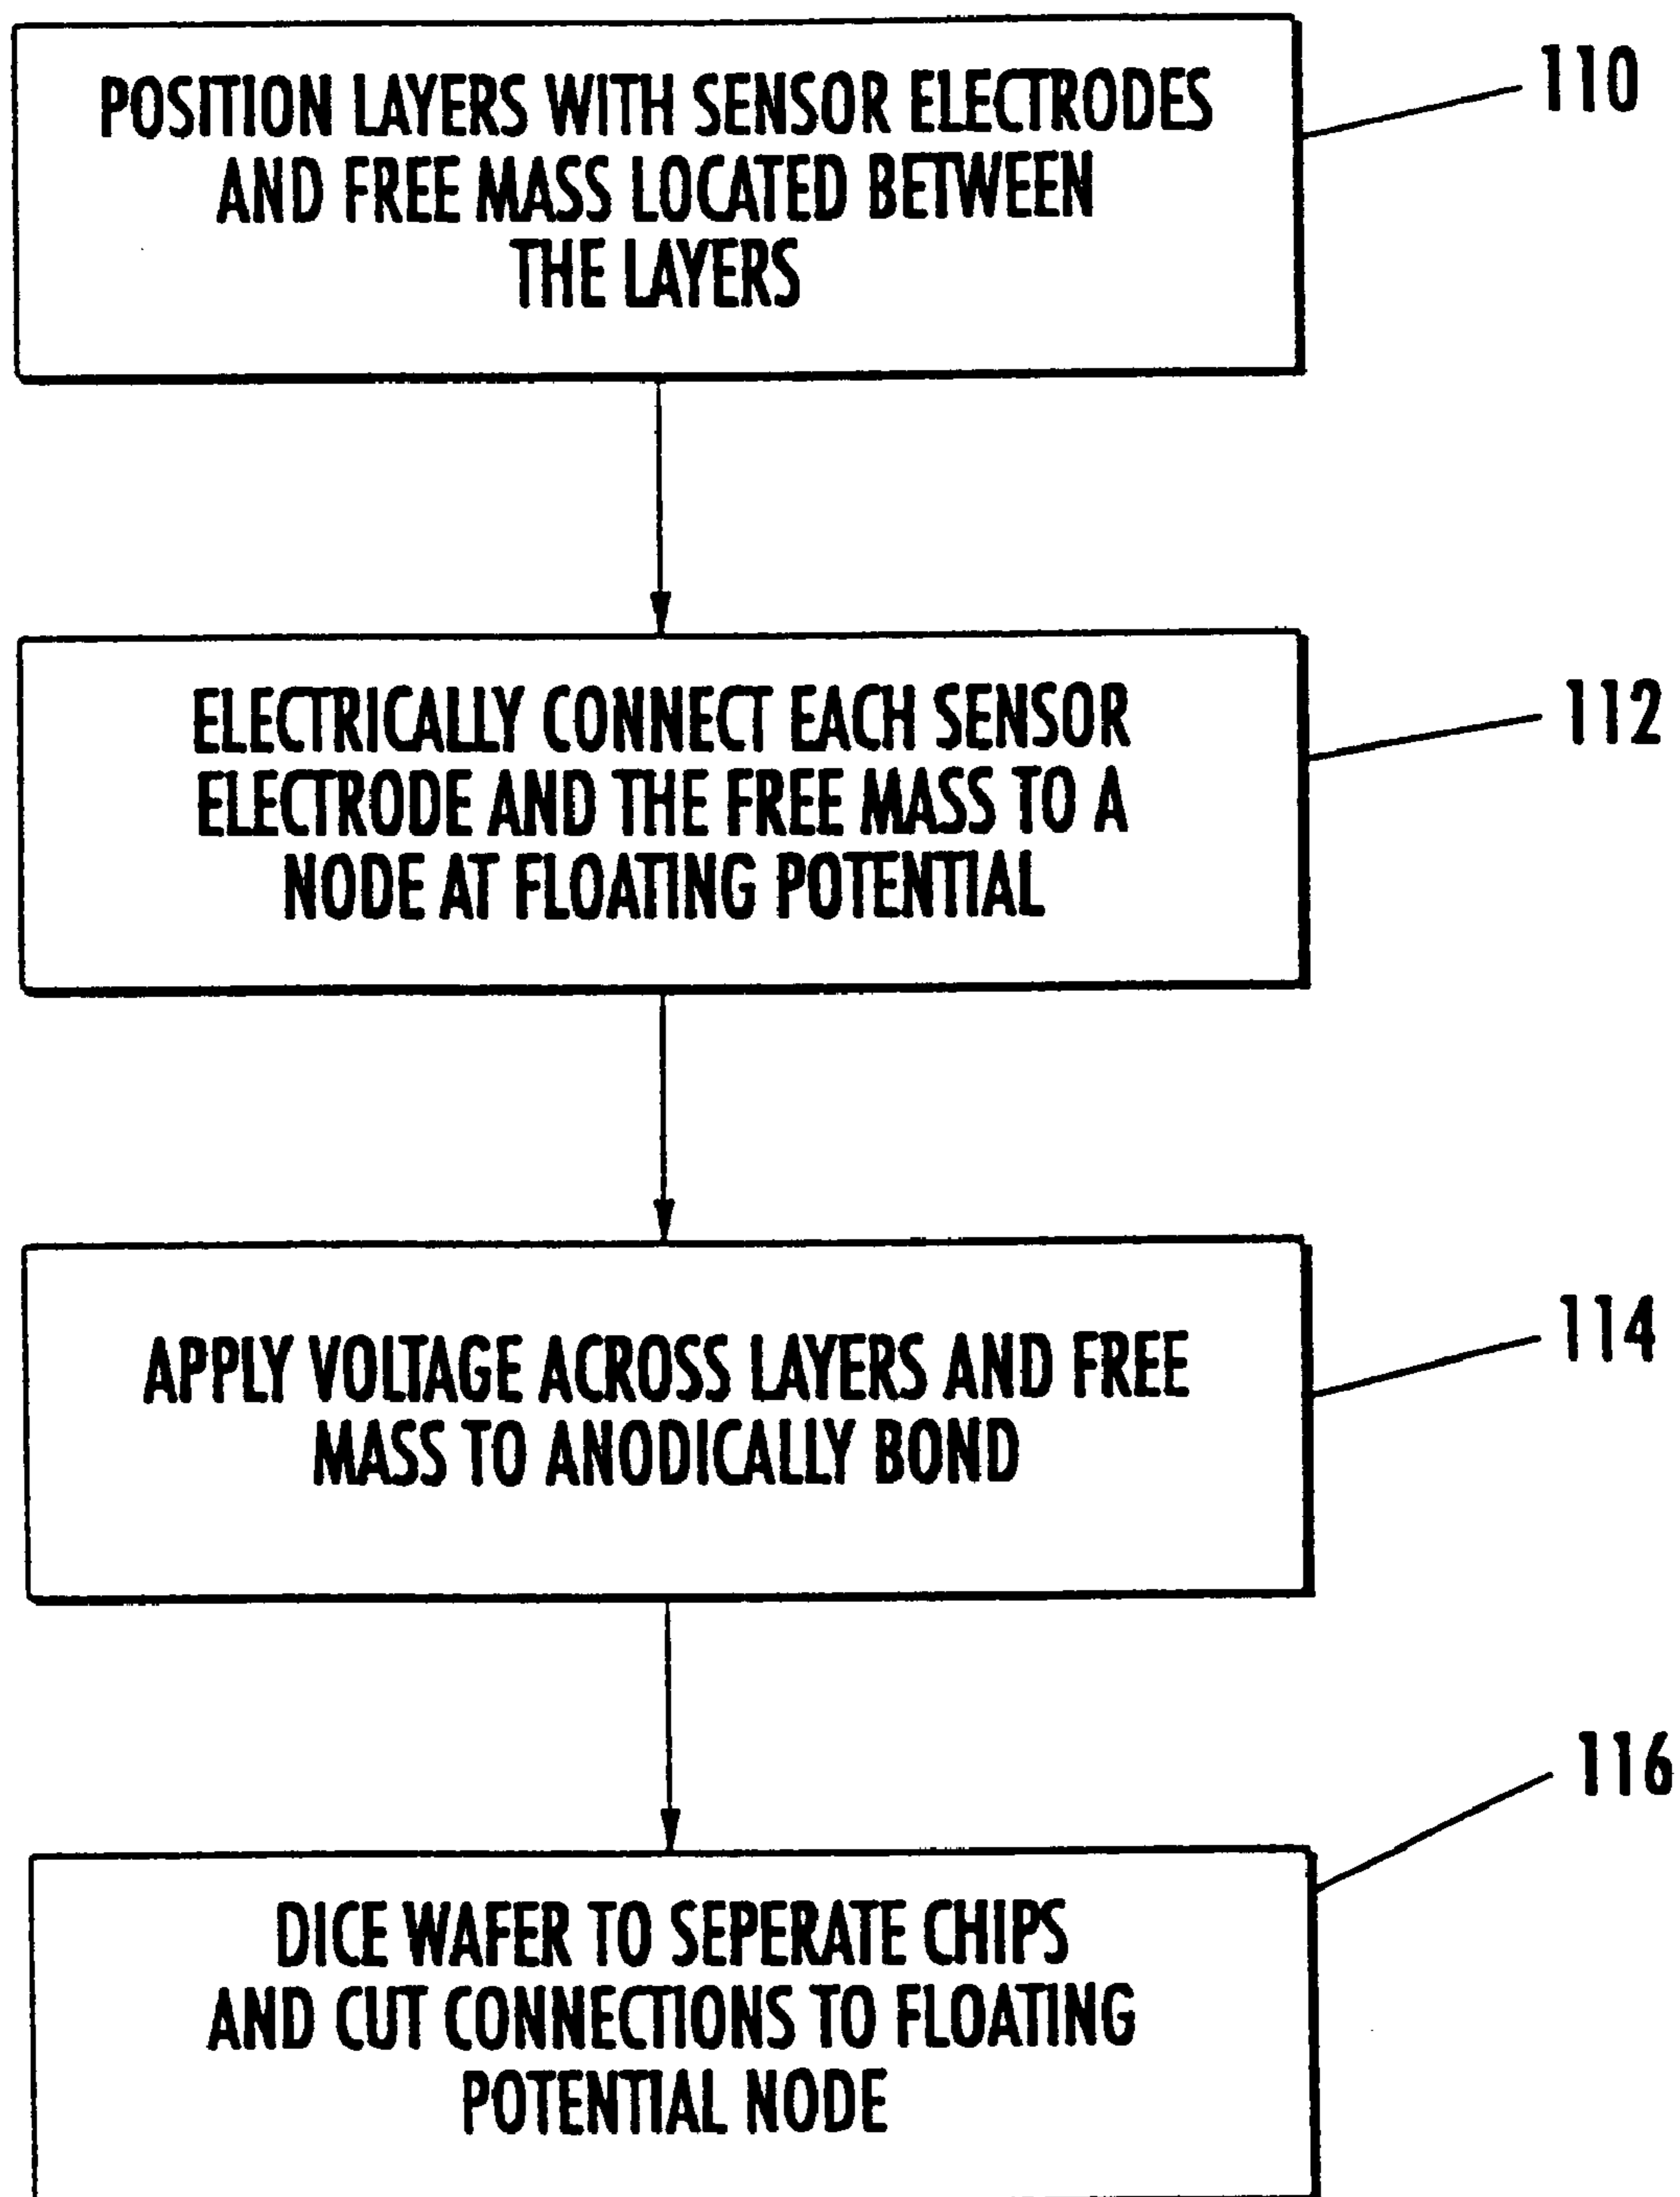 POSITION LAYERS WITH SENSOR ELECTRODES
AND FREE MASS LOCATED BETWEEN
THE LAYERS
110
ELECTRICALLY CONNECT EACH SENSOR
ELECTRODE AND THE FREE MASS TO A
NODE AT FLOATING POTENTIAL
112
APPLY VOLTAGE ACROSS LAYERS AND FREE
MASS TO ANODICALLY BOND
114
DICE WAFER TO SEPERATE CHIPS
AND CUT CONNECTIONS TO FLOATING
POTENTIAL NODE
116